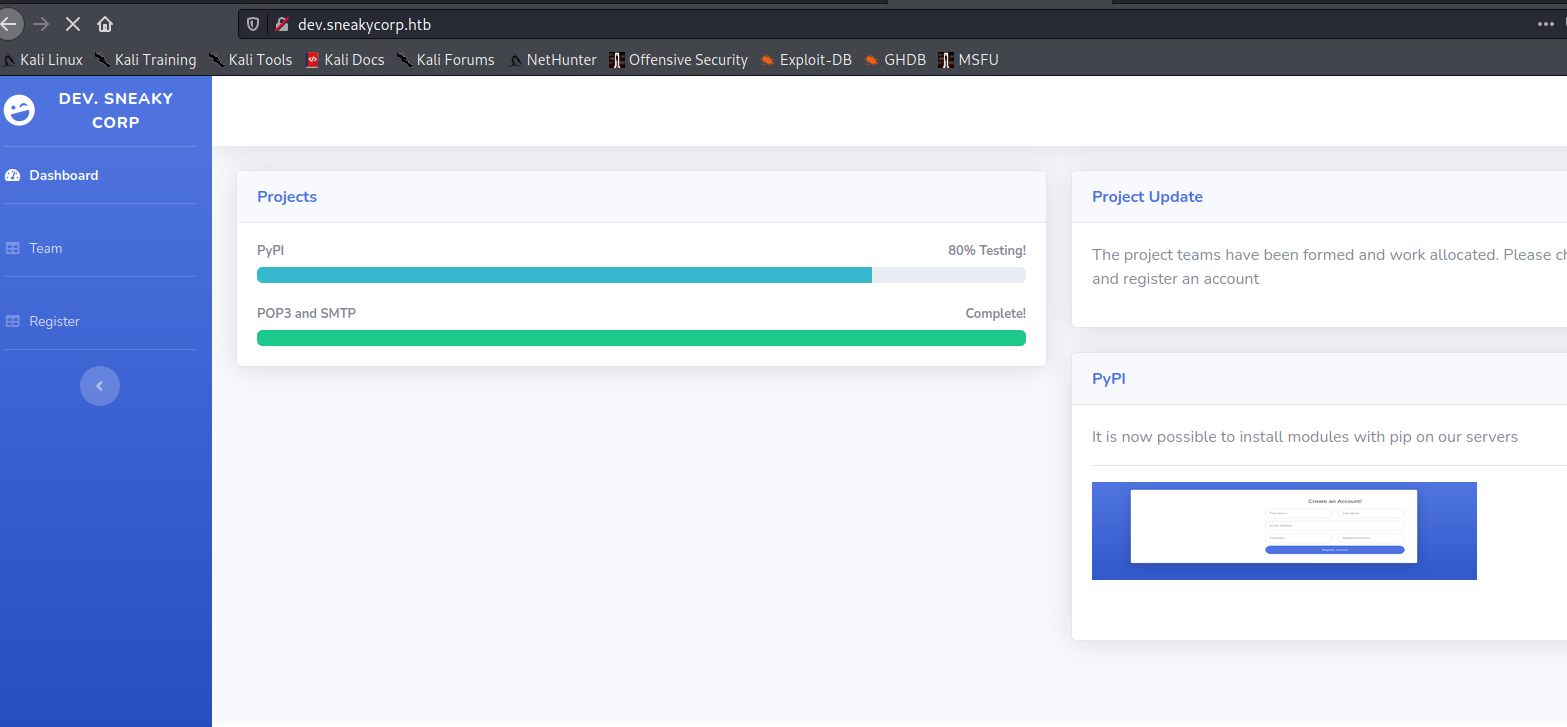 dev.sneakycorp.htb
Kali Linux Kali Training Kali Tools Kali Docs Kali Forums NetHunter Offensive Security Exploit-DB GHDB MSFU
DEV. SNEAKY
CORP
Dashboard
Team
Register
Projects
PyPI 80% Testing!
POP3 and SMTP Complete!
Project Update
The project teams have been formed and work allocated. Please
and register an account
PyPI
It is now possible to install modules with pip on our servers
Create an Account!
First Name Last Name
Email Address
Password Repeat Password
Register Account